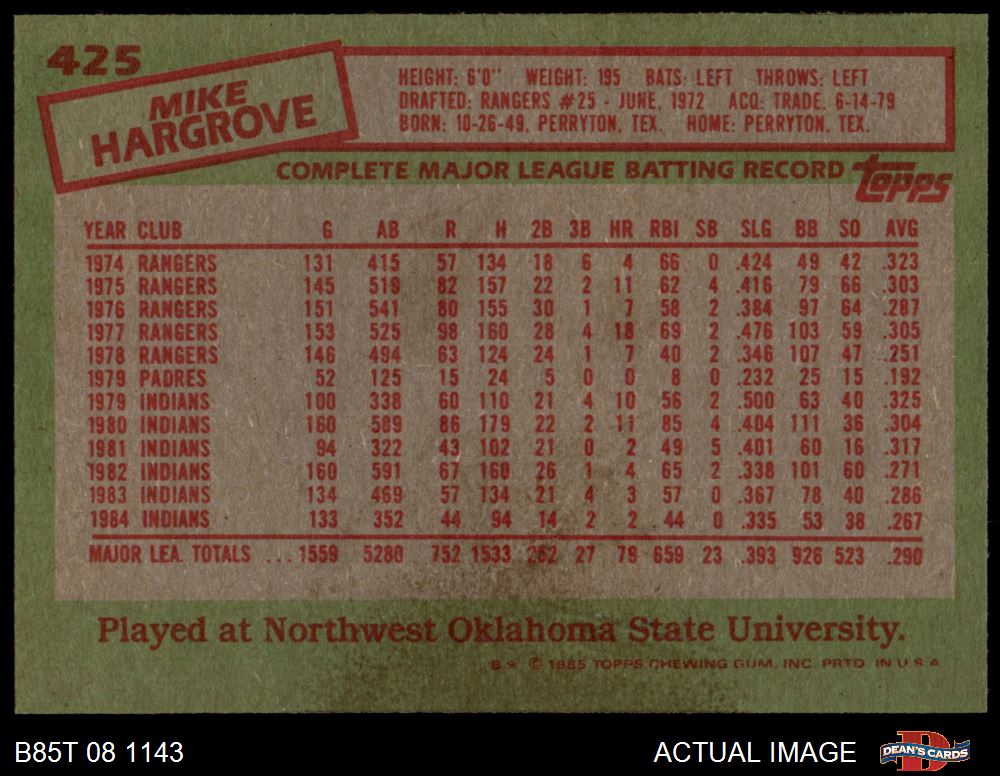 425
MIKE
HARGROVE
HEIGHT: 6'0" WEIGHT: 195 BATS: LEFT THROWS: LEFT
DRAFTED: RANGERS #25 - JUNE, 1972 ACQ: TRADE, 6-14-79
BORN: 10-26-49, PERRYTON, TEX. HOME: PERRYTON, TEX.
COMPLETE MAJOR LEAGUE BATTING RECORD topps
YEAR CLUB G AB R H 2B 3B HR RBI SB SLG BB SO AVG
1974 RANGERS 131 415 57 134 18 6 4 66 0 .424 49 42 .323
1975 RANGERS 145 519 82 157 22 2 11 62 4 .416 79 66 .303
1976 RANGERS 151 541 80 155 30 1 7 58 2 .384 97 64 .287
1977 RANGERS 153 525 98 160 28 4 18 69 2 .476 103 59 .305
1978 RANGERS 146 494 63 124 24 1 7 40 2 .346 107 47 .251
1979 PADRES 52 125 15 24 5 0 0 8 0 .232 25 15 .192
1979 INDIANS 100 338 60 110 21 4 10 56 2 .500 63 40 .325
1980 INDIANS 160 589 86 179 22 2 11 85 4 .404 111 36 .304
1981 INDIANS 94 322 43 102 21 0 2 49 5 .401 60 16 .317
1982 INDIANS 160 591 67 160 26 1 4 65 2 .338 101 60 .271
1983 INDIANS 134 469 57 134 21 4 3 57 0 .367 78 40 .286
1984 INDIANS 133 352 44 94 14 2 2 44 0 .335 53 38 .267
MAJOR LEA. TOTALS ... 1559 5280 752 1533 262 27 79 659 23 .393 926 523 .290
Played at Northwest Oklahoma State University.
B* © 1985 TOPPS CHEWING GUM, INC. PRTD. IN U.S.A.
B85T 08 1143 ACTUAL IMAGE DEAN'S CARDS